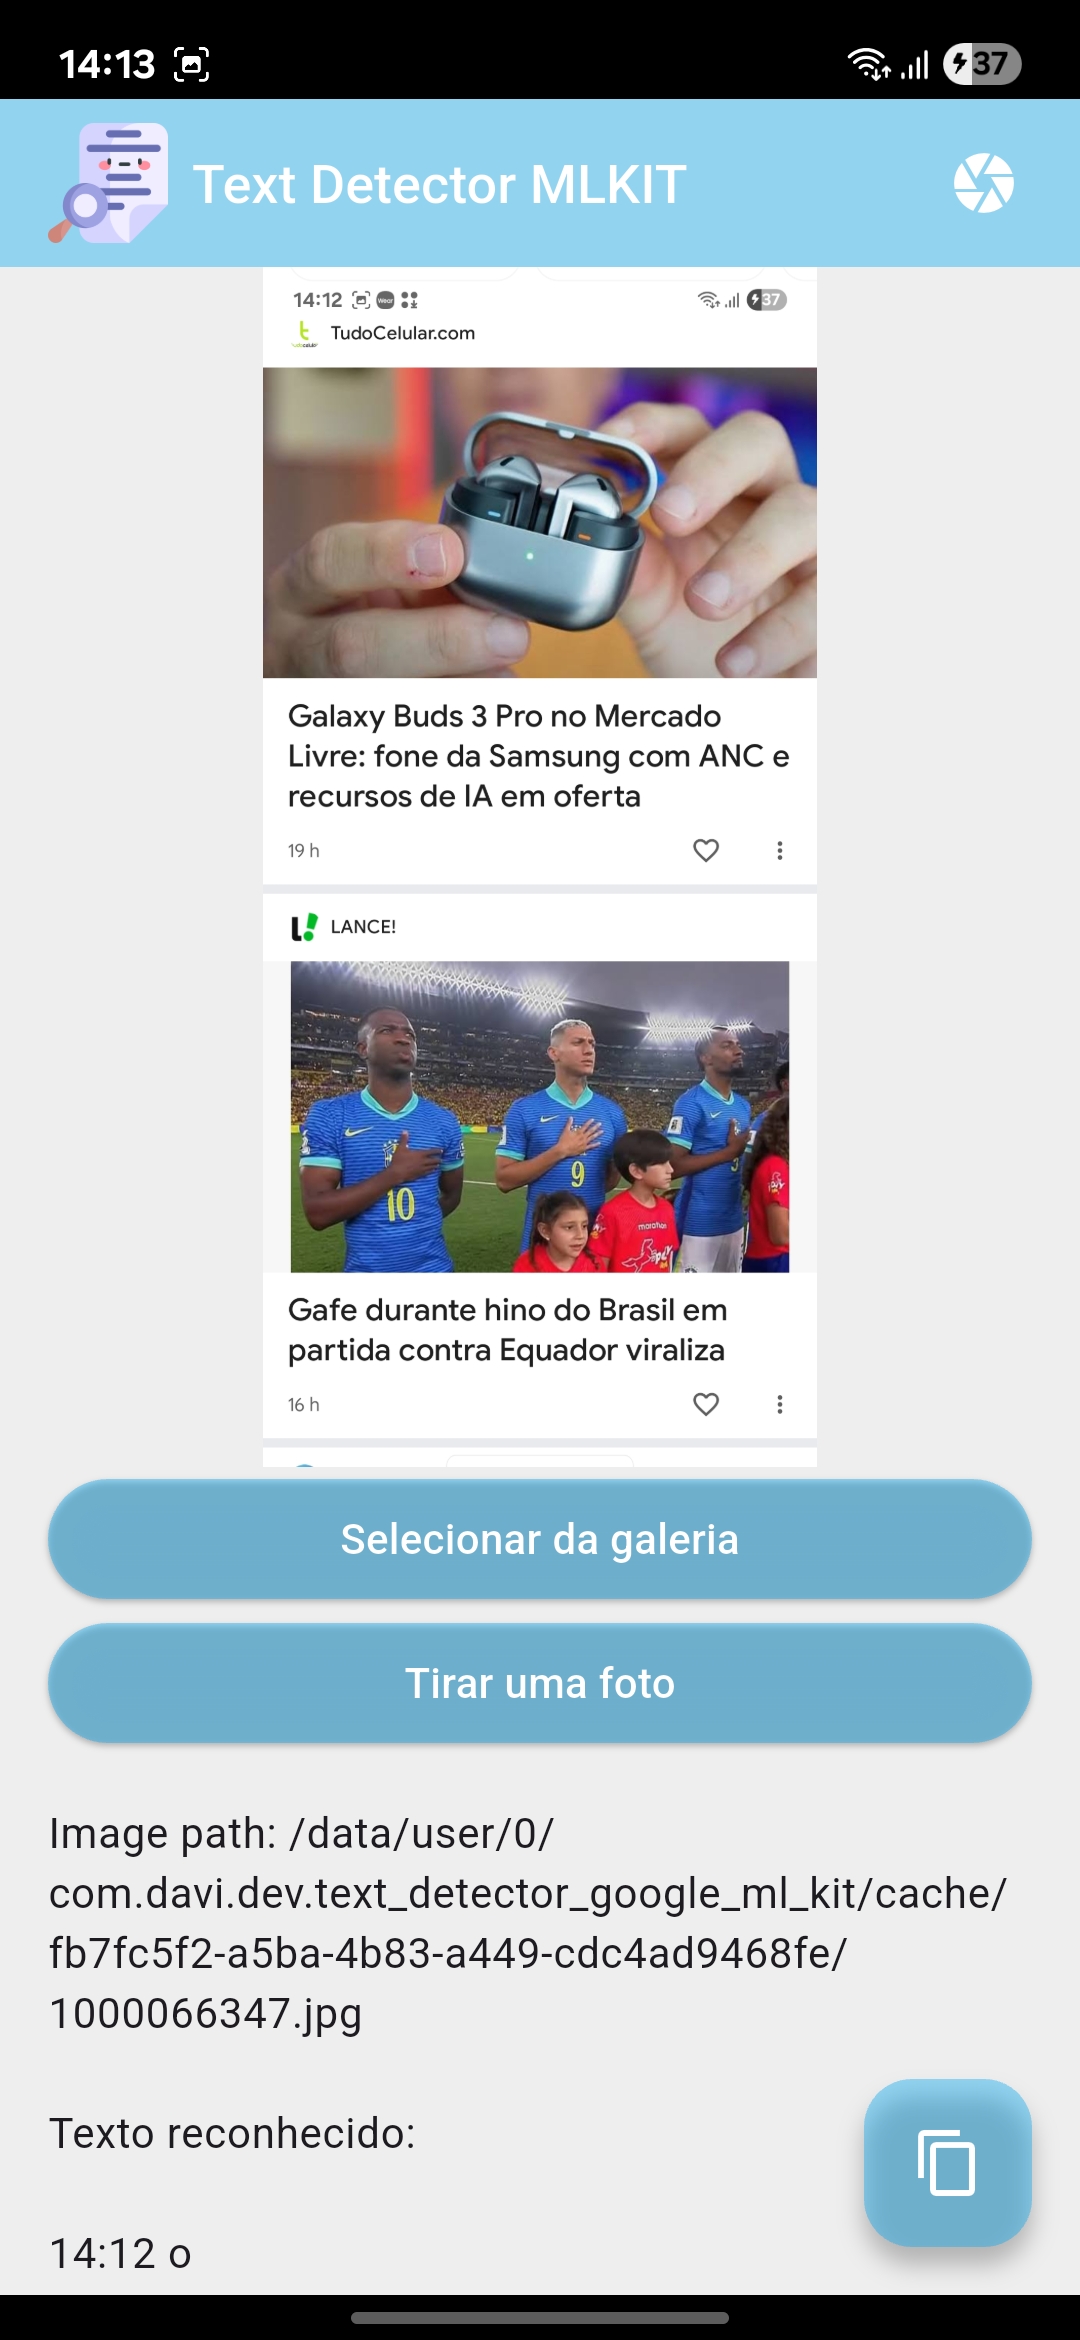 14:13
37
Text Detector MLKIT
14:12
37
TudoCelular.com
Galaxy Buds 3 Pro no Mercado
Livre: fone da Samsung com ANC e
recursos de IA em oferta
19 h
L! LANCE!
10
9
3
marathon
Gafe durante hino do Brasil em
partida contra Equador viraliza
16 h
Selecionar da galeria
Tirar uma foto
Image path: /data/user/0/
com.davi.dev.text_detector_google_ml_kit/cache/
fb7fc5f2-a5ba-4b83-a449-cdc4ad9468fe/
1000066347.jpg
Texto reconhecido:
14:12 o